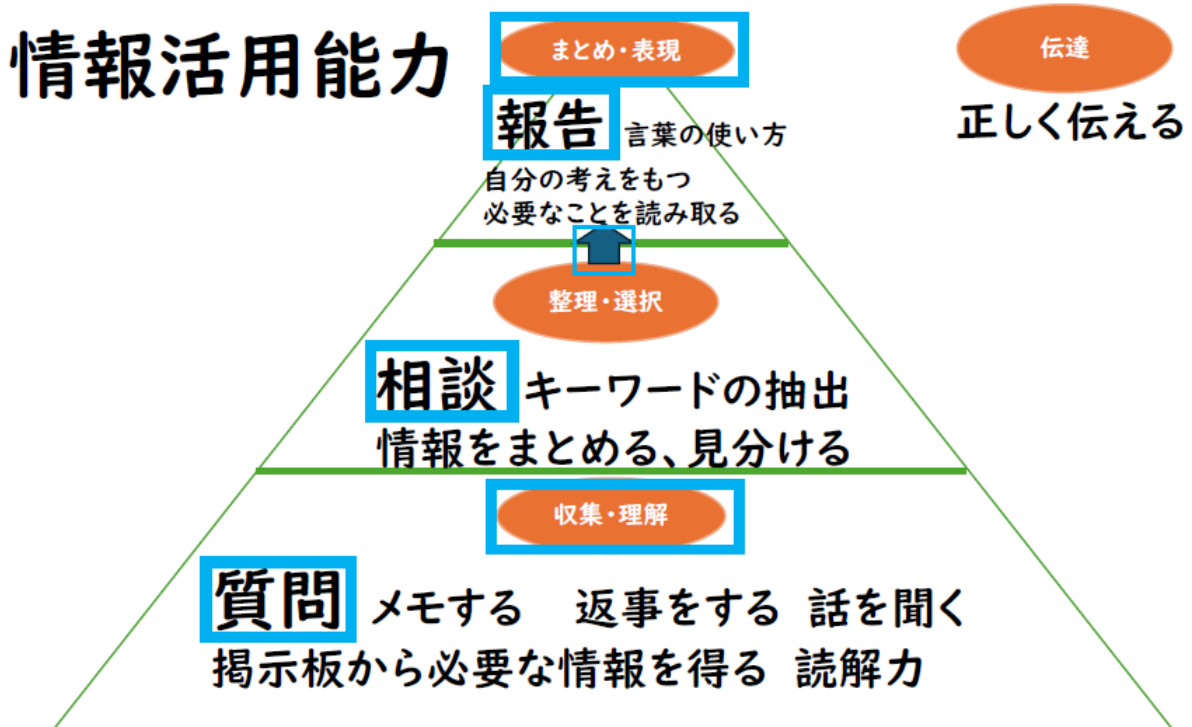 情報活用能力
まとめ・表現
伝達
正しく伝える
報告 言葉の使い方
自分の考えをもつ
必要なことを読み取る
整理・選択
相談 キーワードの抽出
情報をまとめる、見分ける
収集・理解
質問 メモする 返事をする 話を聞く
掲示板から必要な情報を得る 読解力